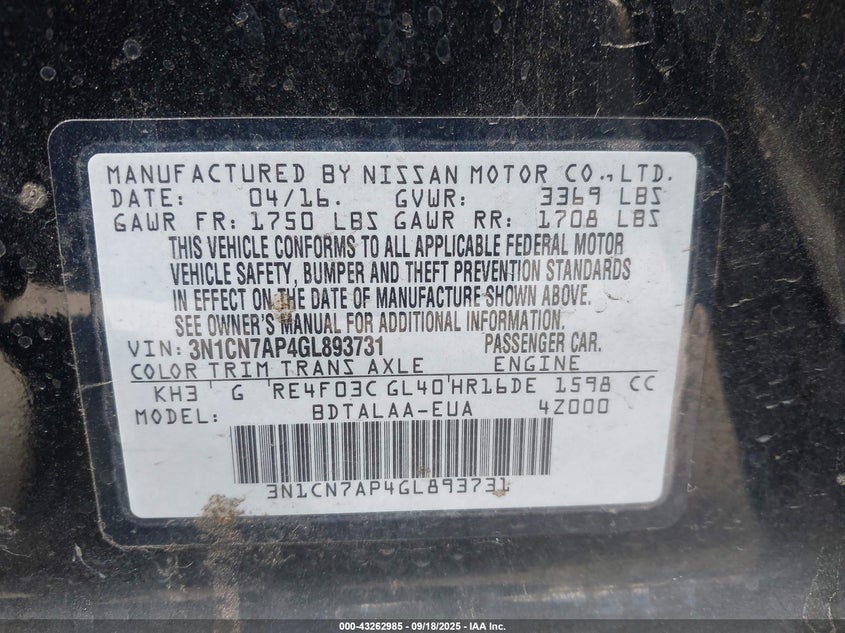 MANUFACTURED BY NISSAN MOTOR CO., LTD.
DATE: 04/16. GVWR: 3369 LBS
GAWR FR: 1750 LBS GAWR RR: 1708 LBS
THIS VEHICLE CONFORMS TO ALL APPLICABLE FEDERAL MOTOR
VEHICLE SAFETY, BUMPER AND THEFT PREVENTION STANDARDS
IN EFFECT ON THE DATE OF MANUFACTURE SHOWN ABOVE.
SEE OWNER'S MANUAL FOR ADDITIONAL INFORMATION.
VIN: 3N1CN7AP4GL893731 PASSENGER CAR.
COLOR TRIM TRANS AXLE ENGINE
KH3 G RE4F03C GL40 HR16DE 1598 CC
MODEL: BDTALAA-EUA 4Z000
3N1CN7AP4GL893731
000-43262985 - 09/18/2025 - IAA Inc.